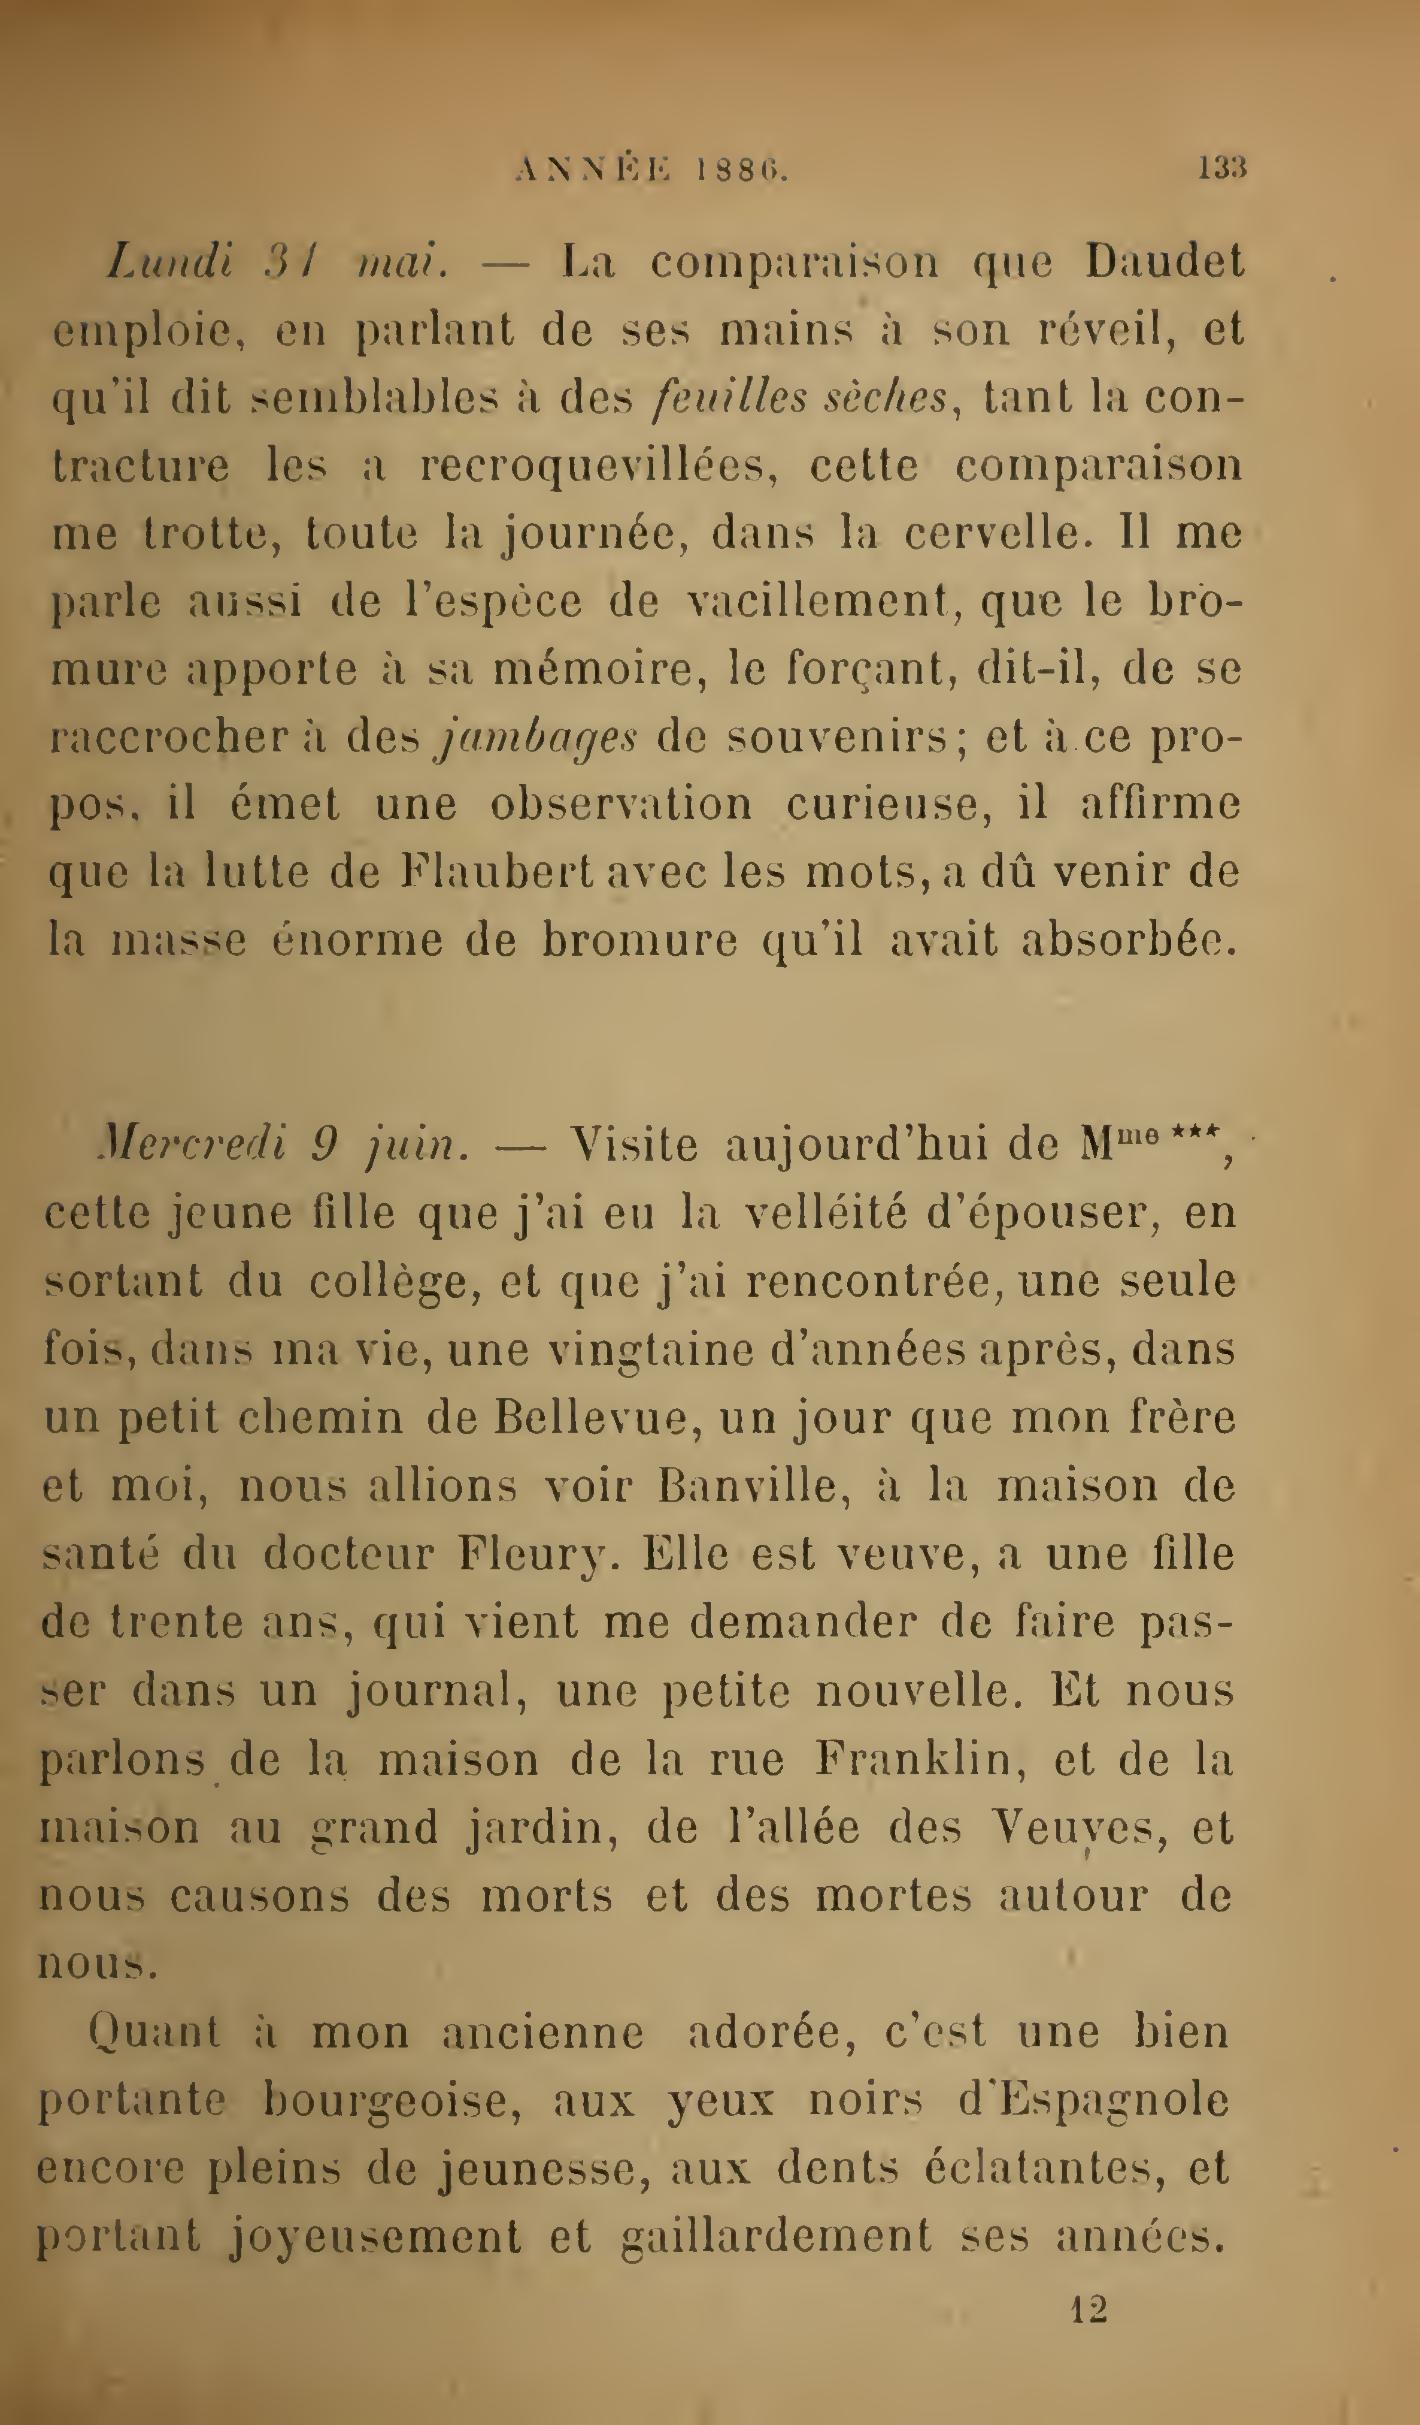 ANNÉE 1886. 133
Lundi 31 mai. — La comparaison que Daudet
emploie, en parlant de ses mains à son réveil, et
qu'il dit semblables à des feuilles sèches, tant la con-
tracture les a recroquevillées, cette comparaison
me trotte, toute la journée, dans la cervelle. Il me
parle aussi de l'espèce de vacillement, que le bro-
mure apporte à sa mémoire, le forçant, dit-il, de se
raccrocher à des jambages de souvenirs; et à ce pro-
pos, il émet une observation curieuse, il affirme
que la lutte de Flaubert avec les mots, a dû venir de
la masse énorme de bromure qu'il avait absorbée.
Mercredi 9 juin. — Visite aujourd'hui de Mme ***,
cette jeune fille que j'ai eu la velléité d'épouser, en
sortant du collège, et que j'ai rencontrée, une seule
fois, dans ma vie, une vingtaine d'années après, dans
un petit chemin de Bellevue, un jour que mon frère
et moi, nous allions voir Banville, à la maison de
santé du docteur Fleury. Elle est veuve, a une fille
de trente ans, qui vient me demander de faire pas-
ser dans un journal, une petite nouvelle. Et nous
parlons de la maison de la rue Franklin, et de la
maison au grand jardin, de l'allée des Veuves, et
nous causons des morts et des mortes autour de
nous.
Quant à mon ancienne adorée, c'est une bien
portante bourgeoise, aux yeux noirs d'Espagnole
encore pleins de jeunesse, aux dents éclatantes, et
portant joyeusement et gaillardement ses années.
12